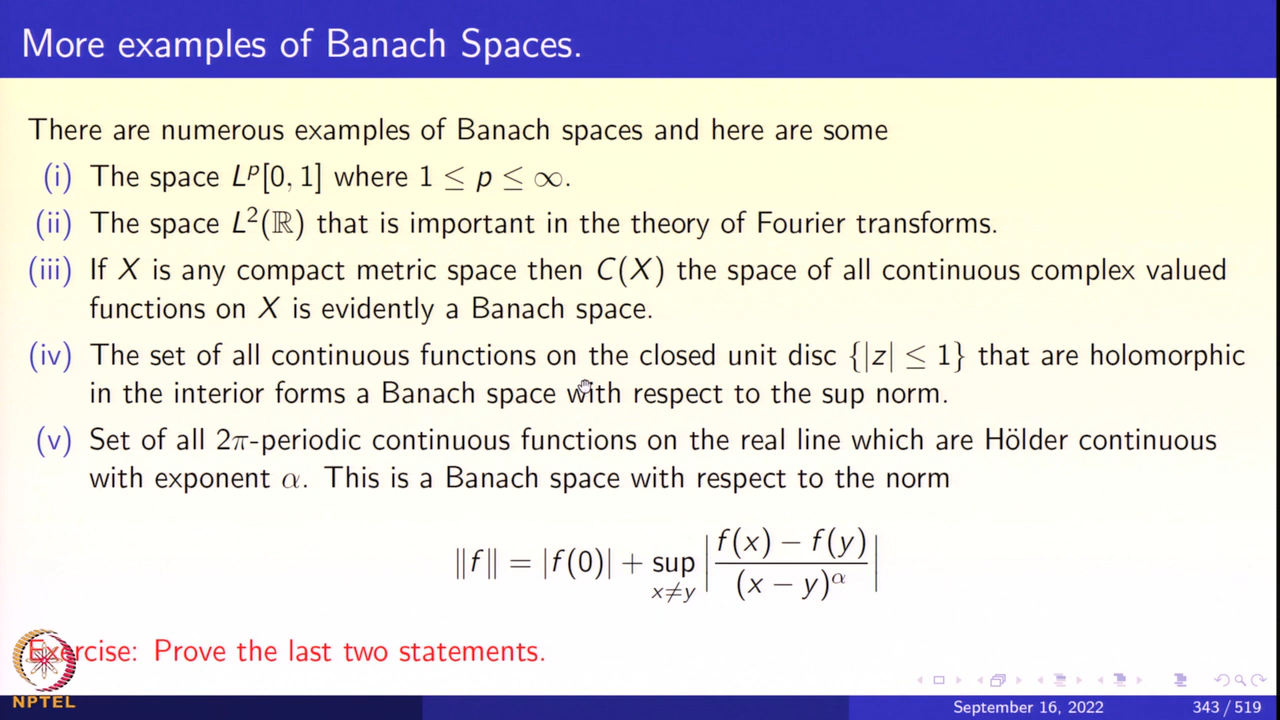 More examples of Banach Spaces.
There are numerous examples of Banach spaces and here are some
(i) The space L^p[0, 1] where 1 ≤ p ≤ ∞.
(ii) The space L²(ℝ) that is important in the theory of Fourier transforms.
(iii) If X is any compact metric space then C(X) the space of all continuous complex valued
functions on X is evidently a Banach space.
(iv) The set of all continuous functions on the closed unit disc {|z| ≤ 1} that are holomorphic
in the interior forms a Banach space with respect to the sup norm.
(v) Set of all 2π-periodic continuous functions on the real line which are Hölder continuous
with exponent α. This is a Banach space with respect to the norm
‖f‖ = |f(0)| + sup_{x≠y} |(f(x) − f(y))/((x − y)^α)|
Exercise: Prove the last two statements.
NPTEL
September 16, 2022 343 / 519